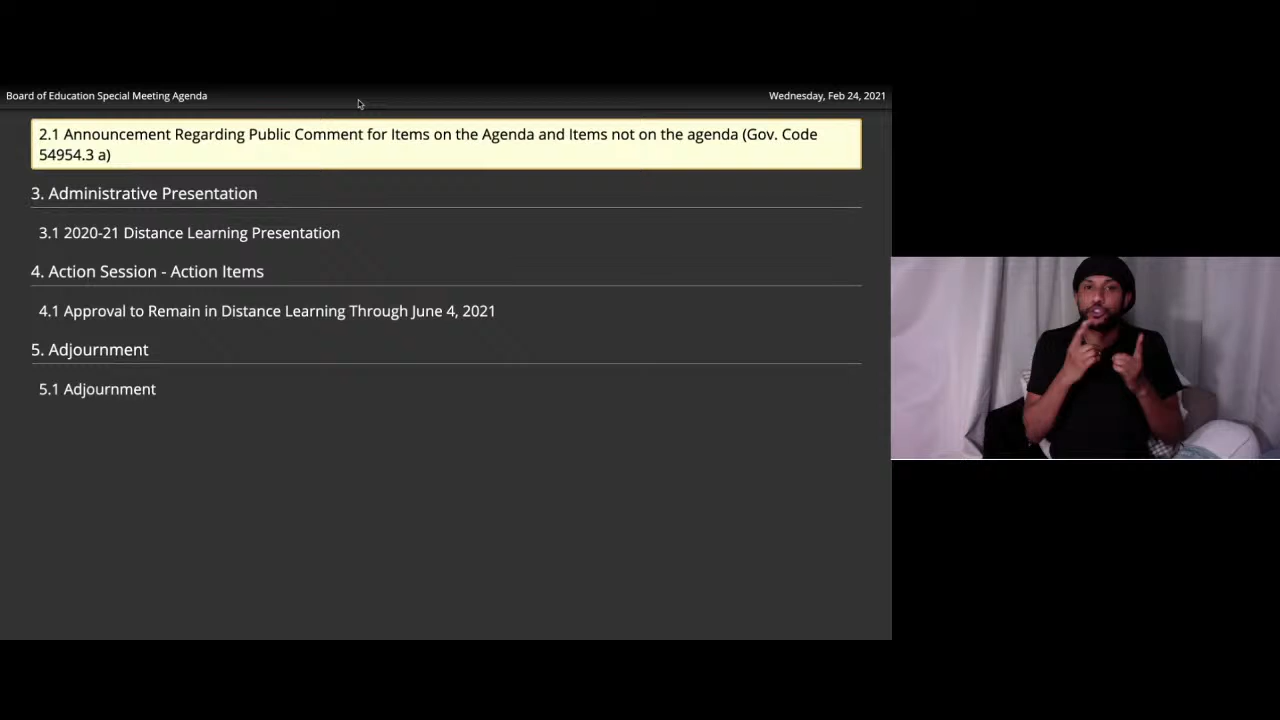 Board of Education Special Meeting Agenda
Wednesday, Feb 24, 2021
2.1 Announcement Regarding Public Comment for Items on the Agenda and Items not on the agenda (Gov. Code
54954.3 a)
3. Administrative Presentation
3.1 2020-21 Distance Learning Presentation
4. Action Session - Action Items
4.1 Approval to Remain in Distance Learning Through June 4, 2021
5. Adjournment
5.1 Adjournment